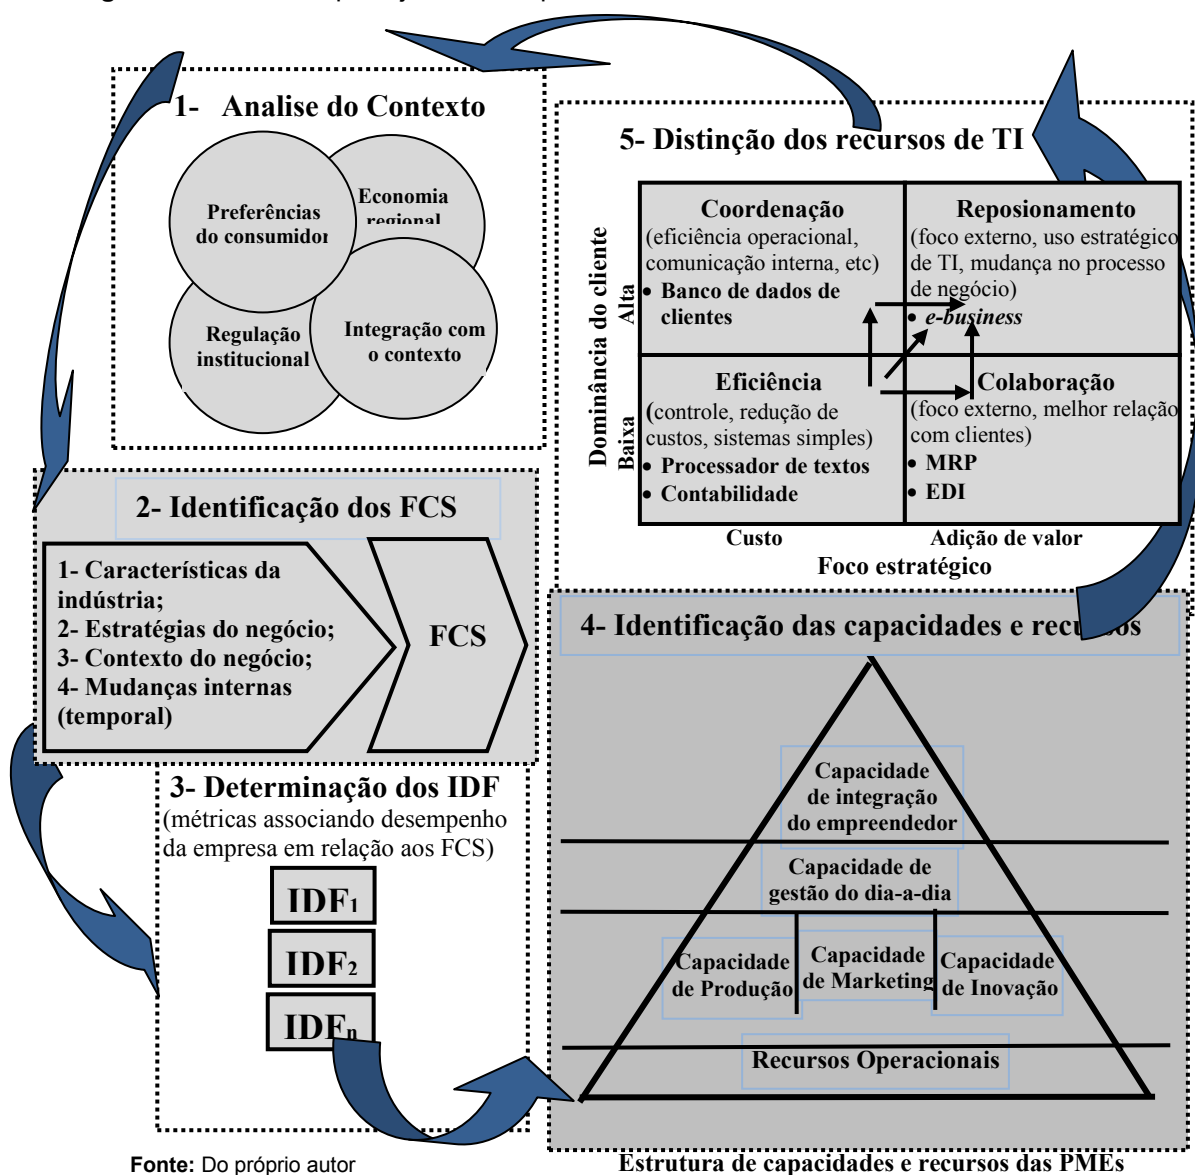 1- Analise do Contexto
Preferências
do consumidor
Economia
regional
Regulação
institucional
Integração com
o contexto
2- Identificação dos FCS
1- Características da
indústria;
2- Estratégias do negócio;
3- Contexto do negócio;
4- Mudanças internas
(temporal)
FCS
3- Determinação dos IDF
(métricas associando desempenho
da empresa em relação aos FCS)
IDF1
IDF2
IDFn
4- Identificação das capacidades e recursos
Capacidade
de integração
do empreendedor
Capacidade de
gestão do dia-a-dia
Capacidade
de Produção
Capacidade
de Marketing
Capacidade
de Inovação
Recursos Operacionais
Estrutura de capacidades e recursos das PMEs
5- Distinção dos recursos de TI
Dominância do cliente
Alta
Baixa
Coordenação
(eficiência operacional,
comunicação interna, etc)
• Banco de dados de
clientes
Reposionamento
(foco externo, uso estratégico
de TI, mudança no processo
de negócio)
• e-business
Eficiência
(controle, redução de
custos, sistemas simples)
• Processador de textos
• Contabilidade
Colaboração
(foco externo, melhor relação
com clientes)
• MRP
• EDI
Custo
Adição de valor
Foco estratégico
Fonte: Do próprio autor